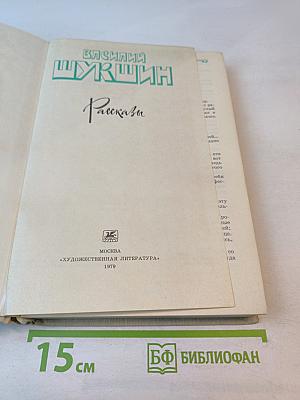 ВАСИЛИЙ
ШУКШИН
Рассказы
МОСКВА
«ХУДОЖЕСТВЕННАЯ ЛИТЕРАТУРА»
1979
15 см
БФ БИБЛИОФАН